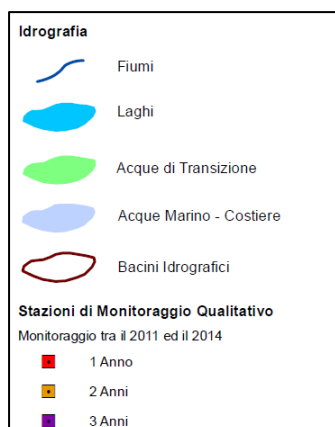 Idrografia
Fiumi
Laghi
Acque di Transizione
Acque Marino - Costiere
Bacini Idrografici
Stazioni di Monitoraggio Qualitativo
Monitoraggio tra il 2011 ed il 2014
1 Anno
2 Anni
3 Anni